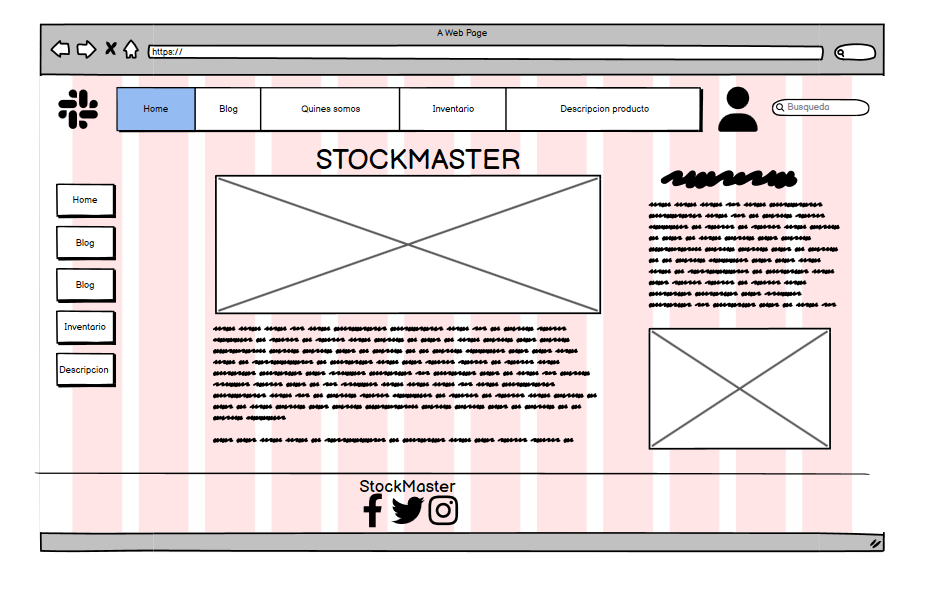 A Web Page
https://
Home Blog Quines somos Inventario Descripcion producto
Busqueda
STOCKMASTER
Home
Blog
Blog
Inventario
Descripcion
StockMaster